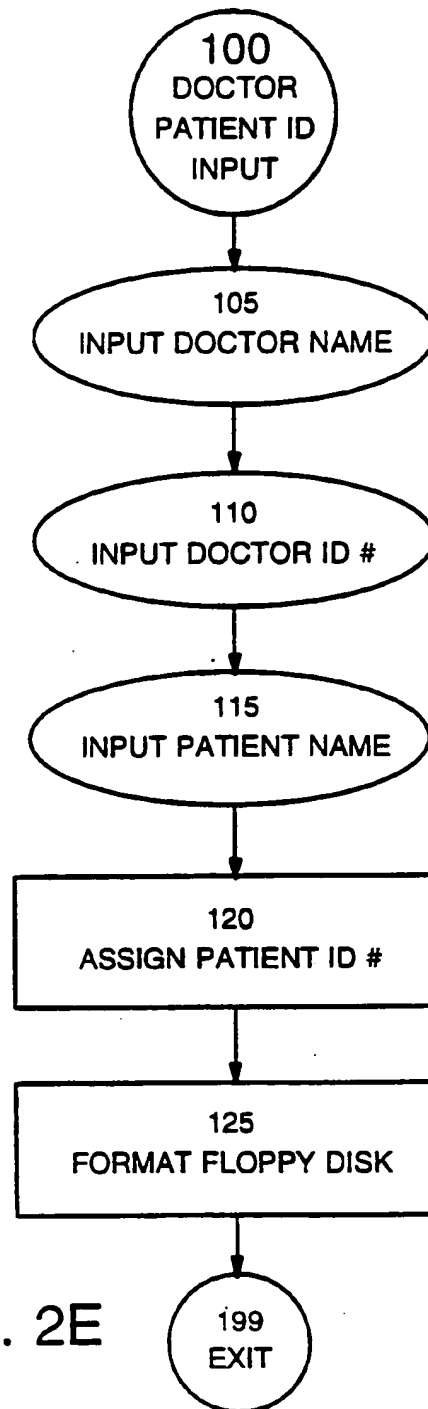 100
DOCTOR
PATIENT ID
INPUT
105
INPUT DOCTOR NAME
110
INPUT DOCTOR ID #
115
INPUT PATIENT NAME
120
ASSIGN PATIENT ID #
125
FORMAT FLOPPY DISK
199
EXIT
. 2E